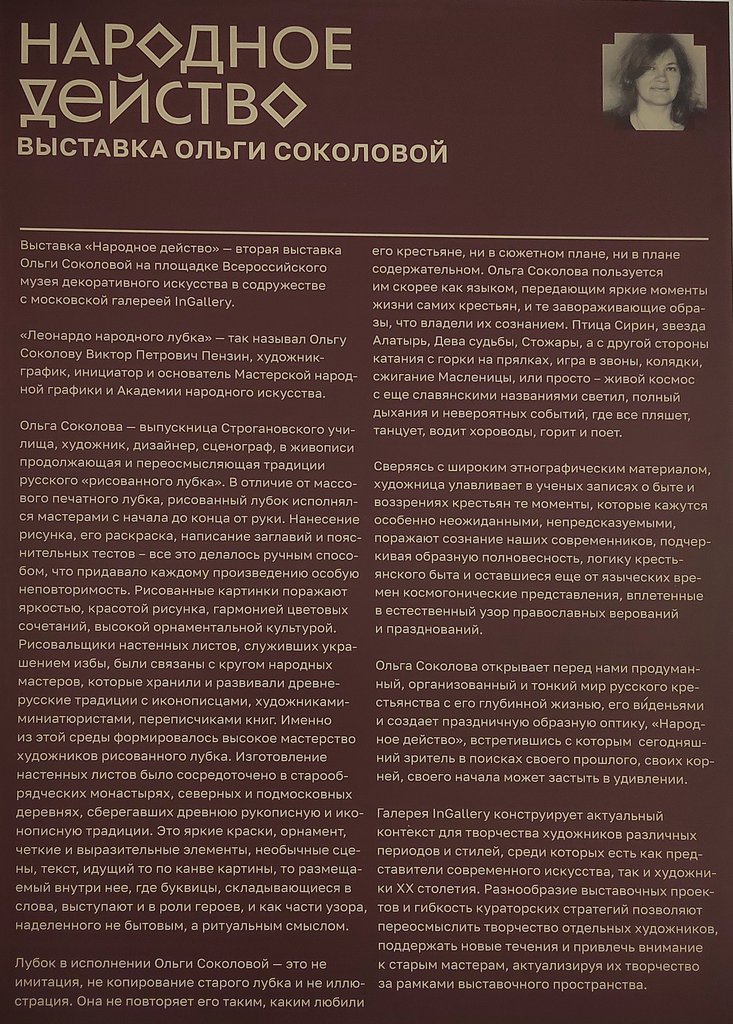 НАРОДНОЕ
ДЕЙСТВО
ВЫСТАВКА ОЛЬГИ СОКОЛОВОЙ
Выставка «Народное действо» — вторая выставка
Ольги Соколовой на площадке Всероссийского
музея декоративного искусства в содружестве
с московской галереей InGallery.
«Леонардо народного лубка» — так называл Ольгу
Соколову Виктор Петрович Пензин, художник-
график, инициатор и основатель Мастерской народ-
ной графики и Академии народного искусства.
Ольга Соколова — выпускница Строгановского учи-
лища, художник, дизайнер, сценограф, в живописи
продолжающая и переосмысляющая традиции
русского «рисованного лубка». В отличие от массо-
вого печатного лубка, рисованный лубок исполнял-
ся мастерами с начала до конца от руки. Нанесение
рисунка, его раскраска, написание заглавий и пояс-
нительных тестов – все это делалось ручным спосо-
бом, что придавало каждому произведению особую
неповторимость. Рисованные картинки поражают
яркостью, красотой рисунка, гармонией цветовых
сочетаний, высокой орнаментальной культурой.
Рисовальщики настенных листов, служивших укра-
шением избы, были связаны с кругом народных
мастеров, которые хранили и развивали древне-
русские традиции с иконописцами, художниками-
миниатюристами, переписчиками книг. Именно
из этой среды формировалось высокое мастерство
художников рисованного лубка. Изготовление
настенных листов было сосредоточено в старооб-
рядческих монастырях, северных и подмосковных
деревнях, сберегавших древнюю рукописную и ико-
нописную традиции. Это яркие краски, орнамент,
четкие и выразительные элементы, необычные сце-
ны, текст, идущий то по канве картины, то размеща-
емый внутри нее, где буквицы, складывающиеся в
слова, выступают и в роли героев, и как части узора,
наделенного не бытовым, а ритуальным смыслом.
Лубок в исполнении Ольги Соколовой — это не
имитация, не копирование старого лубка и не иллю-
страция. Она не повторяет его таким, каким любили
его крестьяне, ни в сюжетном плане, ни в плане
содержательном. Ольга Соколова пользуется
им скорее как языком, передающим яркие моменты
жизни самих крестьян, и те завораживающие обра-
зы, что владели их сознанием. Птица Сирин, звезда
Алатырь, Дева судьбы, Стожары, а с другой стороны
катания с горки на прялках, игра в звоны, колядки,
сжигание Масленицы, или просто – живой космос
с еще славянскими названиями светил, полный
дыхания и невероятных событий, где все пляшет,
танцует, водит хороводы, горит и поет.
Сверяясь с широким этнографическим материалом,
художница улавливает в ученых записях о быте и
воззрениях крестьян те моменты, которые кажутся
особенно неожиданными, непредсказуемыми,
поражают сознание наших современников, подчер-
кивая образную полновесность, логику кресть-
янского быта и оставшиеся еще от языческих вре-
мен космогонические представления, вплетенные
в естественный узор православных верований
и празднований.
Ольга Соколова открывает перед нами продуман-
ный, организованный и тонкий мир русского кре-
стьянства с его глубинной жизнью, его ви́деньями
и создает праздничную образную оптику, «Народ-
ное действо», встретившись с которым сегодняш-
ний зритель в поисках своего прошлого, своих кор-
ней, своего начала может застыть в удивлении.
Галерея InGallery конструирует актуальный
контекст для творчества художников различных
периодов и стилей, среди которых есть как пред-
ставители современного искусства, так и художни-
ки XX столетия. Разнообразие выставочных проек-
тов и гибкость кураторских стратегий позволяют
переосмыслить творчество отдельных художников,
поддержать новые течения и привлечь внимание
к старым мастерам, актуализируя их творчество
за рамками выставочного пространства.